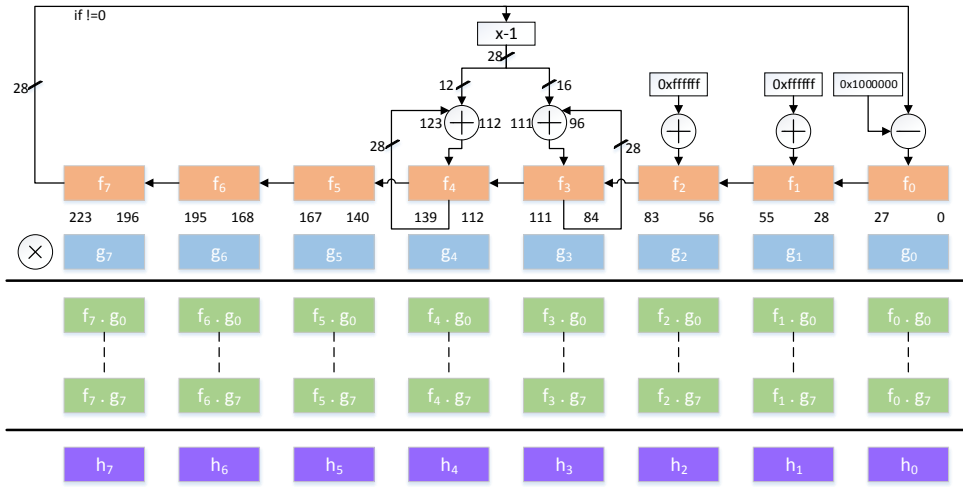 if !=0
x-1
28
28
12
16
0xffffff
0xffffff
0x1000000
123
112
111
96
28
28
f7
f6
f5
f4
f3
f2
f1
f0
223 196 195 168 167 140 139 112 111 84 83 56 55 28 27 0
g7 g6 g5 g4 g3 g2 g1 g0
f7 . g0 f6 . g0 f5 . g0 f4 . g0 f3 . g0 f2 . g0 f1 . g0 f0 . g0
f7 . g7 f6 . g7 f5 . g7 f4 . g7 f3 . g7 f2 . g7 f1 . g7 f0 . g7
h7 h6 h5 h4 h3 h2 h1 h0